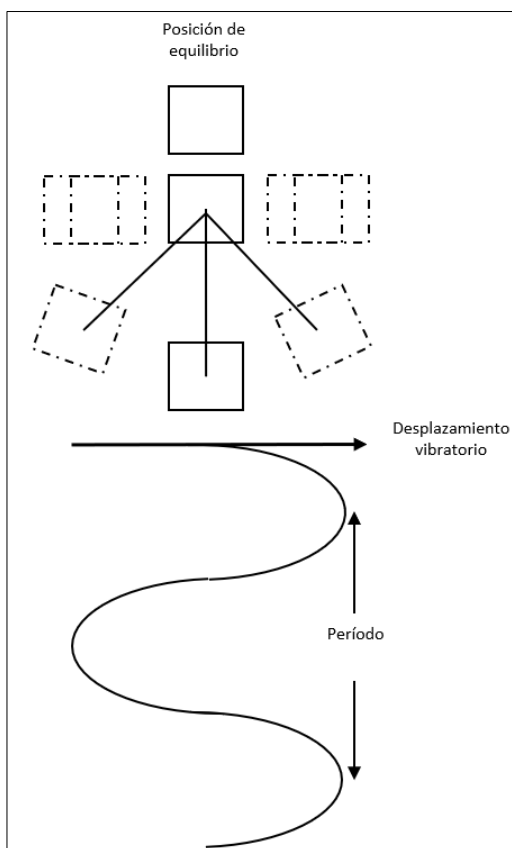 Posición de
equilibrio
Desplazamiento
vibratorio
Período